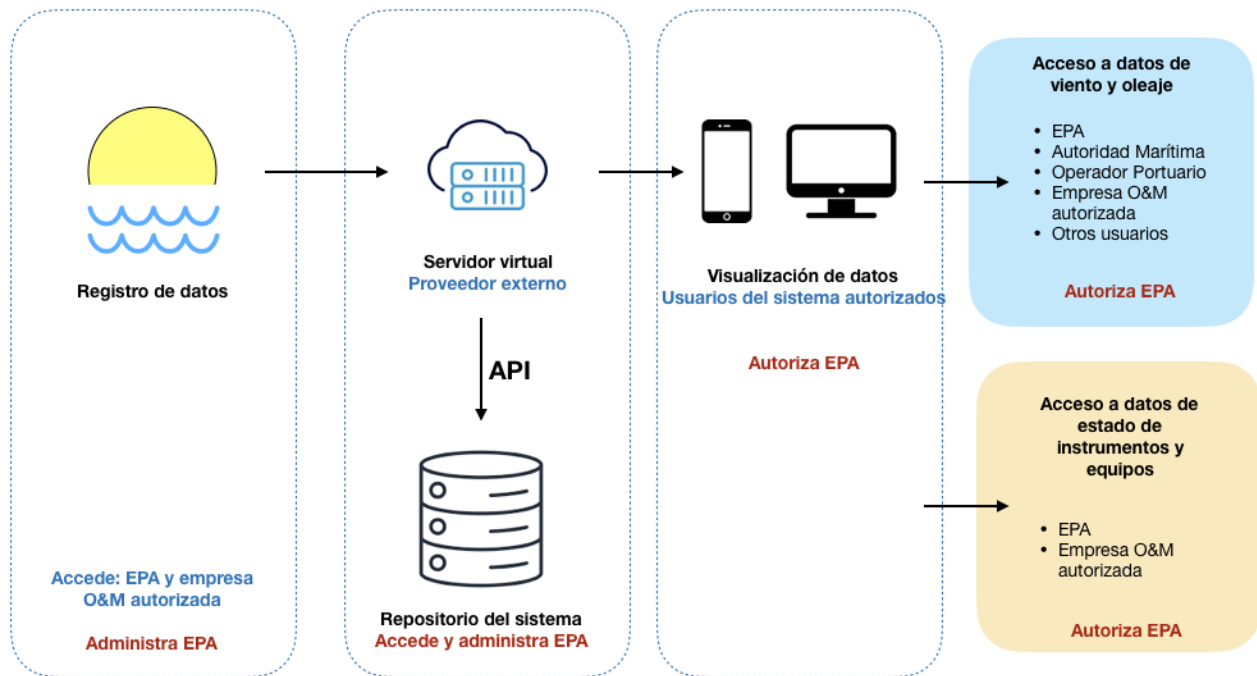 Registro de datos
Accede: EPA y empresa
O&M autorizada
Administra EPA
Servidor virtual
Proveedor externo
API
Repositorio del sistema
Accede y administra EPA
Visualización de datos
Usuarios del sistema autorizados
Autoriza EPA
Acceso a datos de
viento y oleaje
• EPA
• Autoridad Marítima
• Operador Portuario
• Empresa O&M
autorizada
• Otros usuarios
Autoriza EPA
Acceso a datos de
estado de
instrumentos y
equipos
• EPA
• Empresa O&M
autorizada
Autoriza EPA